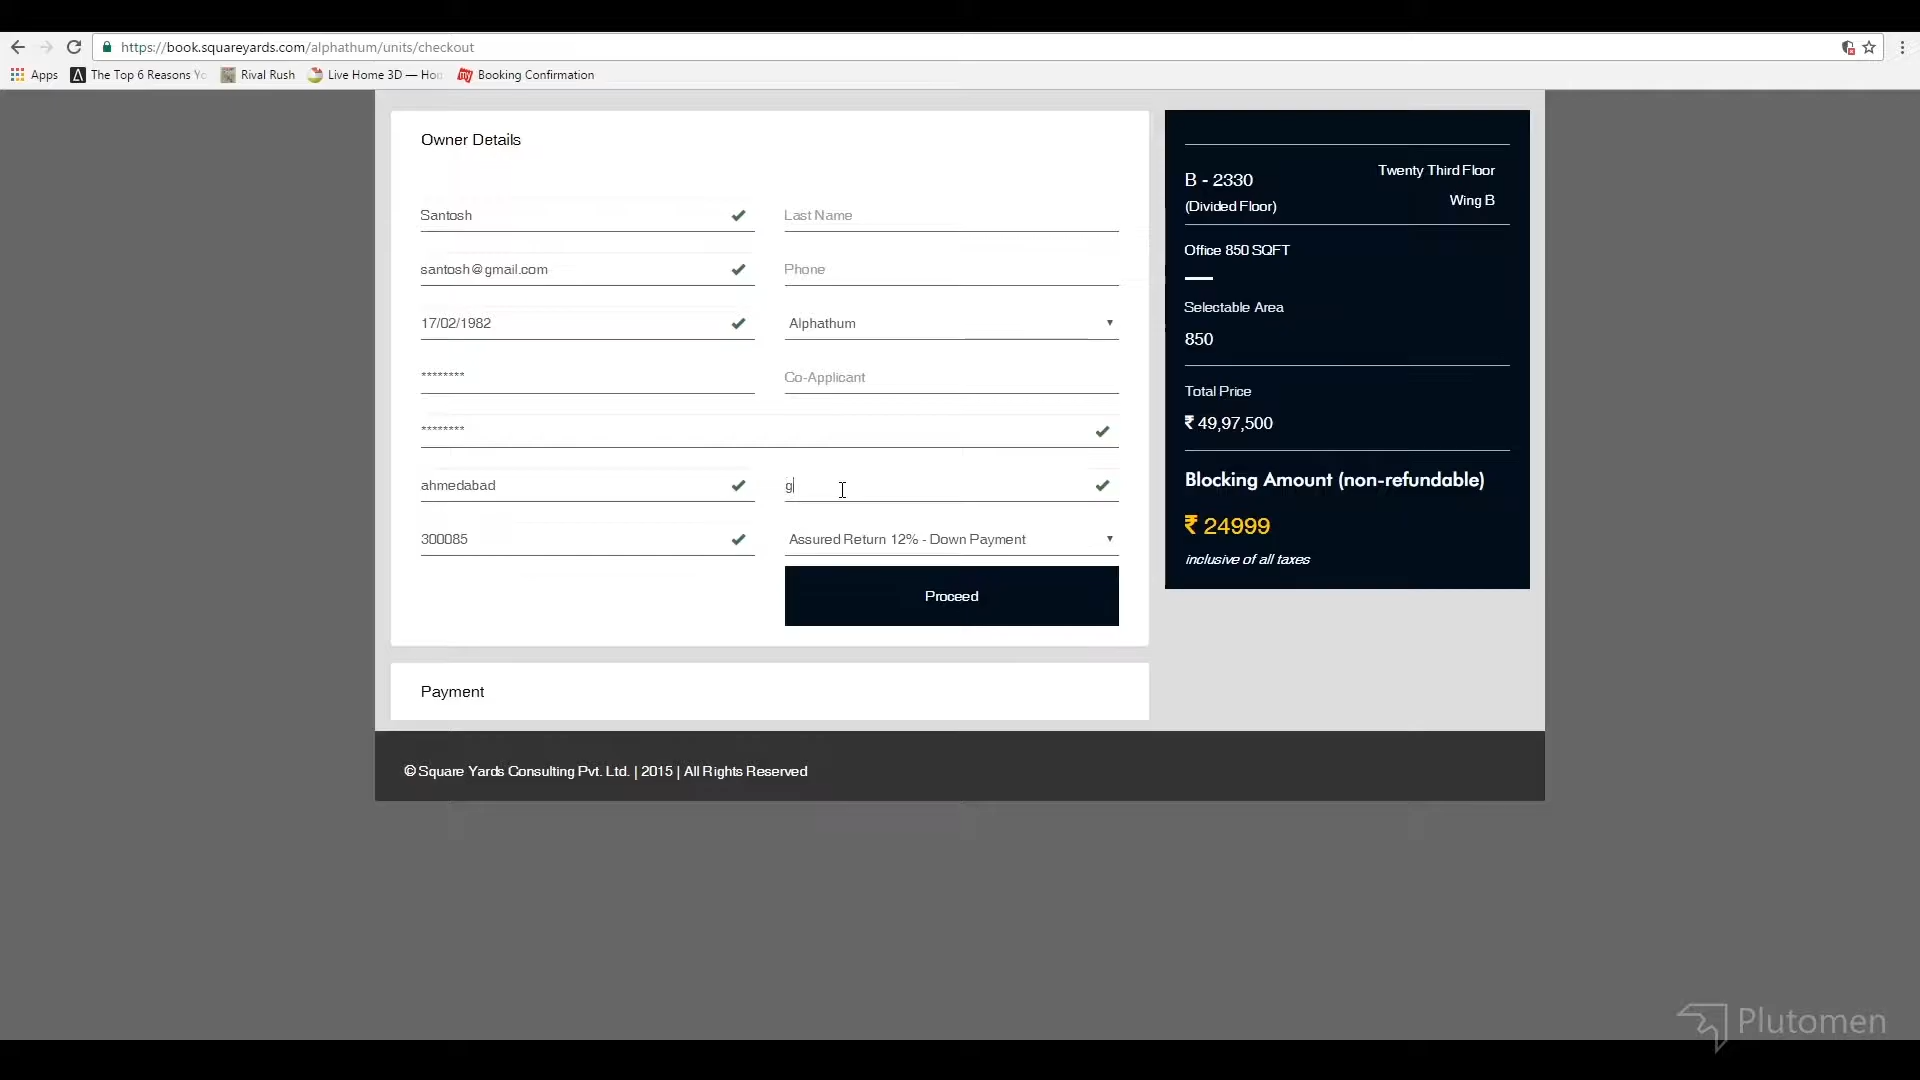 https://book.squareyards.com/alphathum/units/checkout
Apps
The Top 6 Reasons Yo
Rival Rush
Live Home 3D — Ho
my
Booking Confirmation
Owner Details
Santosh
Last Name
santosh@gmail.com
Phone
17/02/1982
Alphathum
********
Co-Applicant
********
ahmedabad
g
300085
Assured Return 12% - Down Payment
Proceed
Payment
B - 2330
Twenty Third Floor
(Divided Floor)
Wing B
Office 850 SQFT
Selectable Area
850
Total Price
₹ 49,97,500
Blocking Amount (non-refundable)
₹ 24999
inclusive of all taxes
© Square Yards Consulting Pvt. Ltd. | 2015 | All Rights Reserved
Plutomen